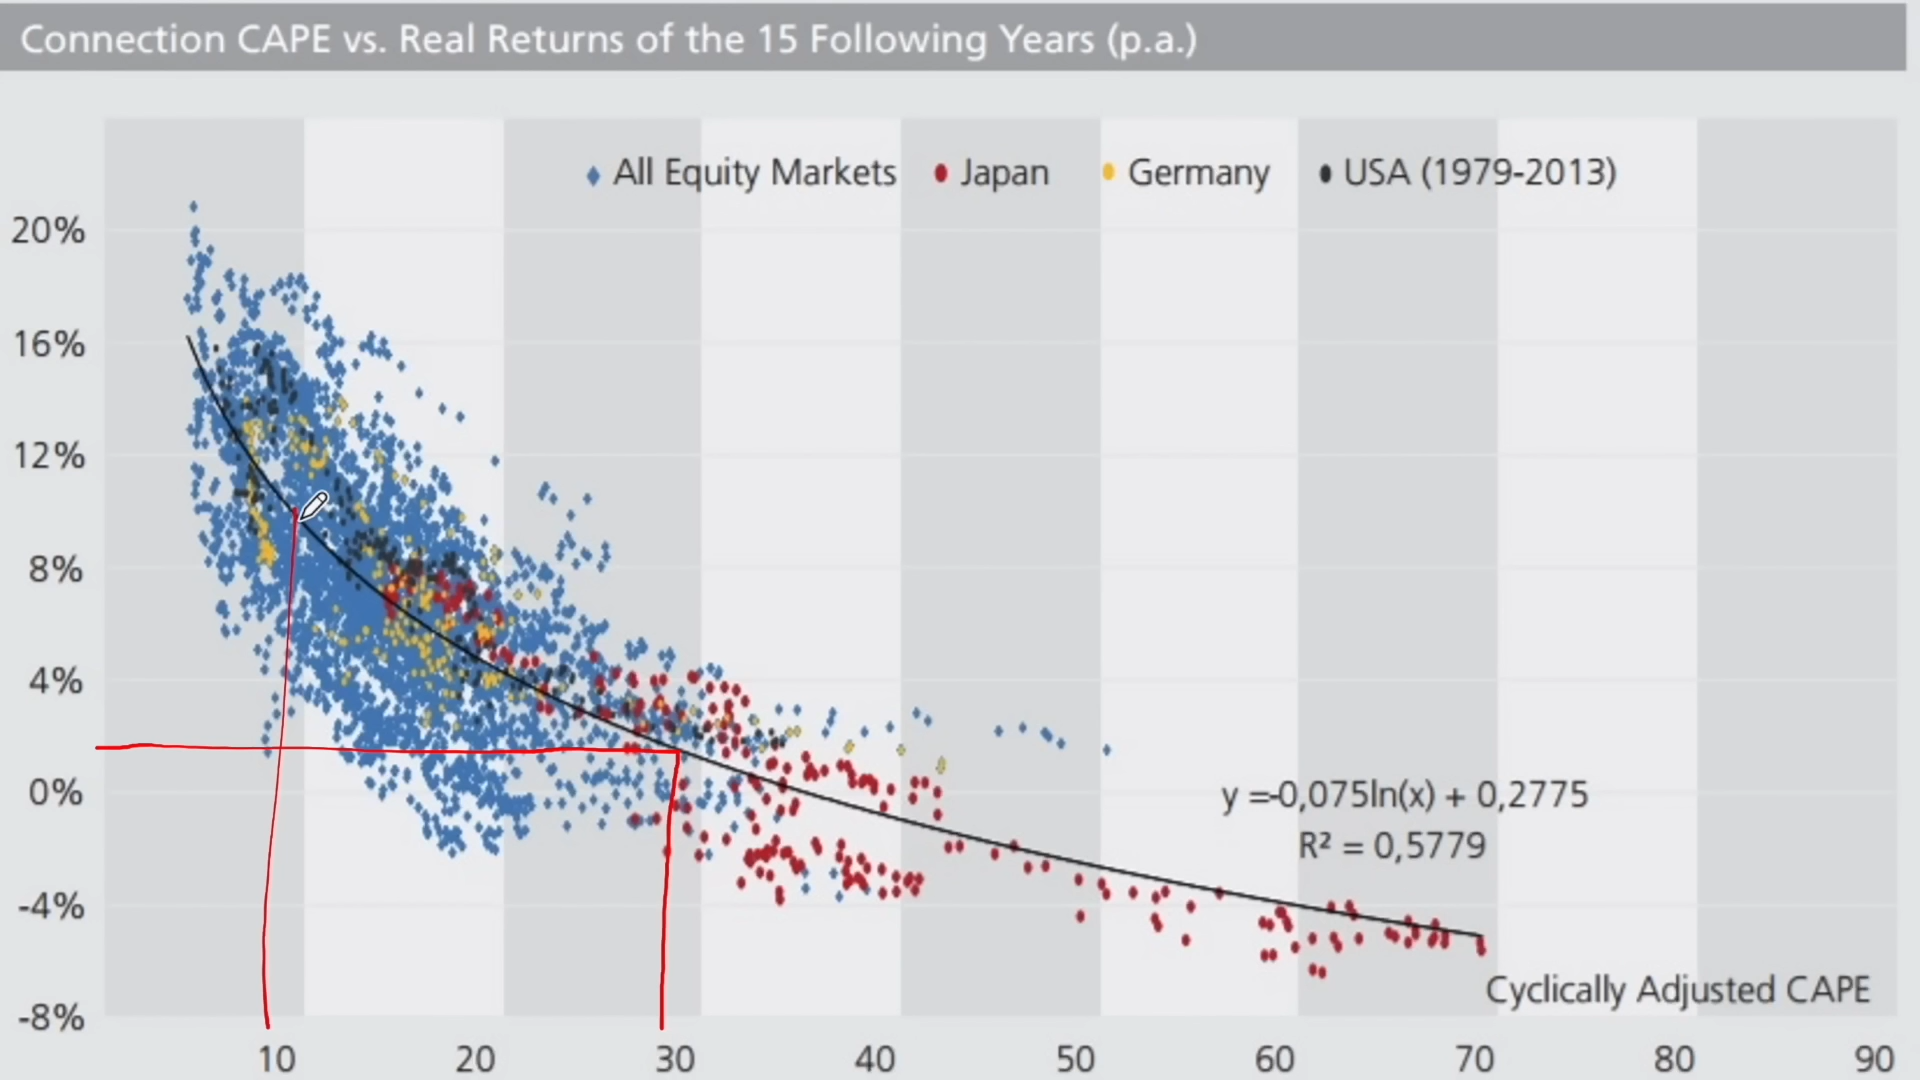 Connection CAPE vs. Real Returns of the 15 Following Years (p.a.)
All Equity Markets Japan Germany USA (1979-2013)
20%
16%
12%
8%
4%
0%
-4%
-8%
y =-0,075ln(x) + 0,2775
R² = 0,5779
Cyclically Adjusted CAPE
10 20 30 40 50 60 70 80 90